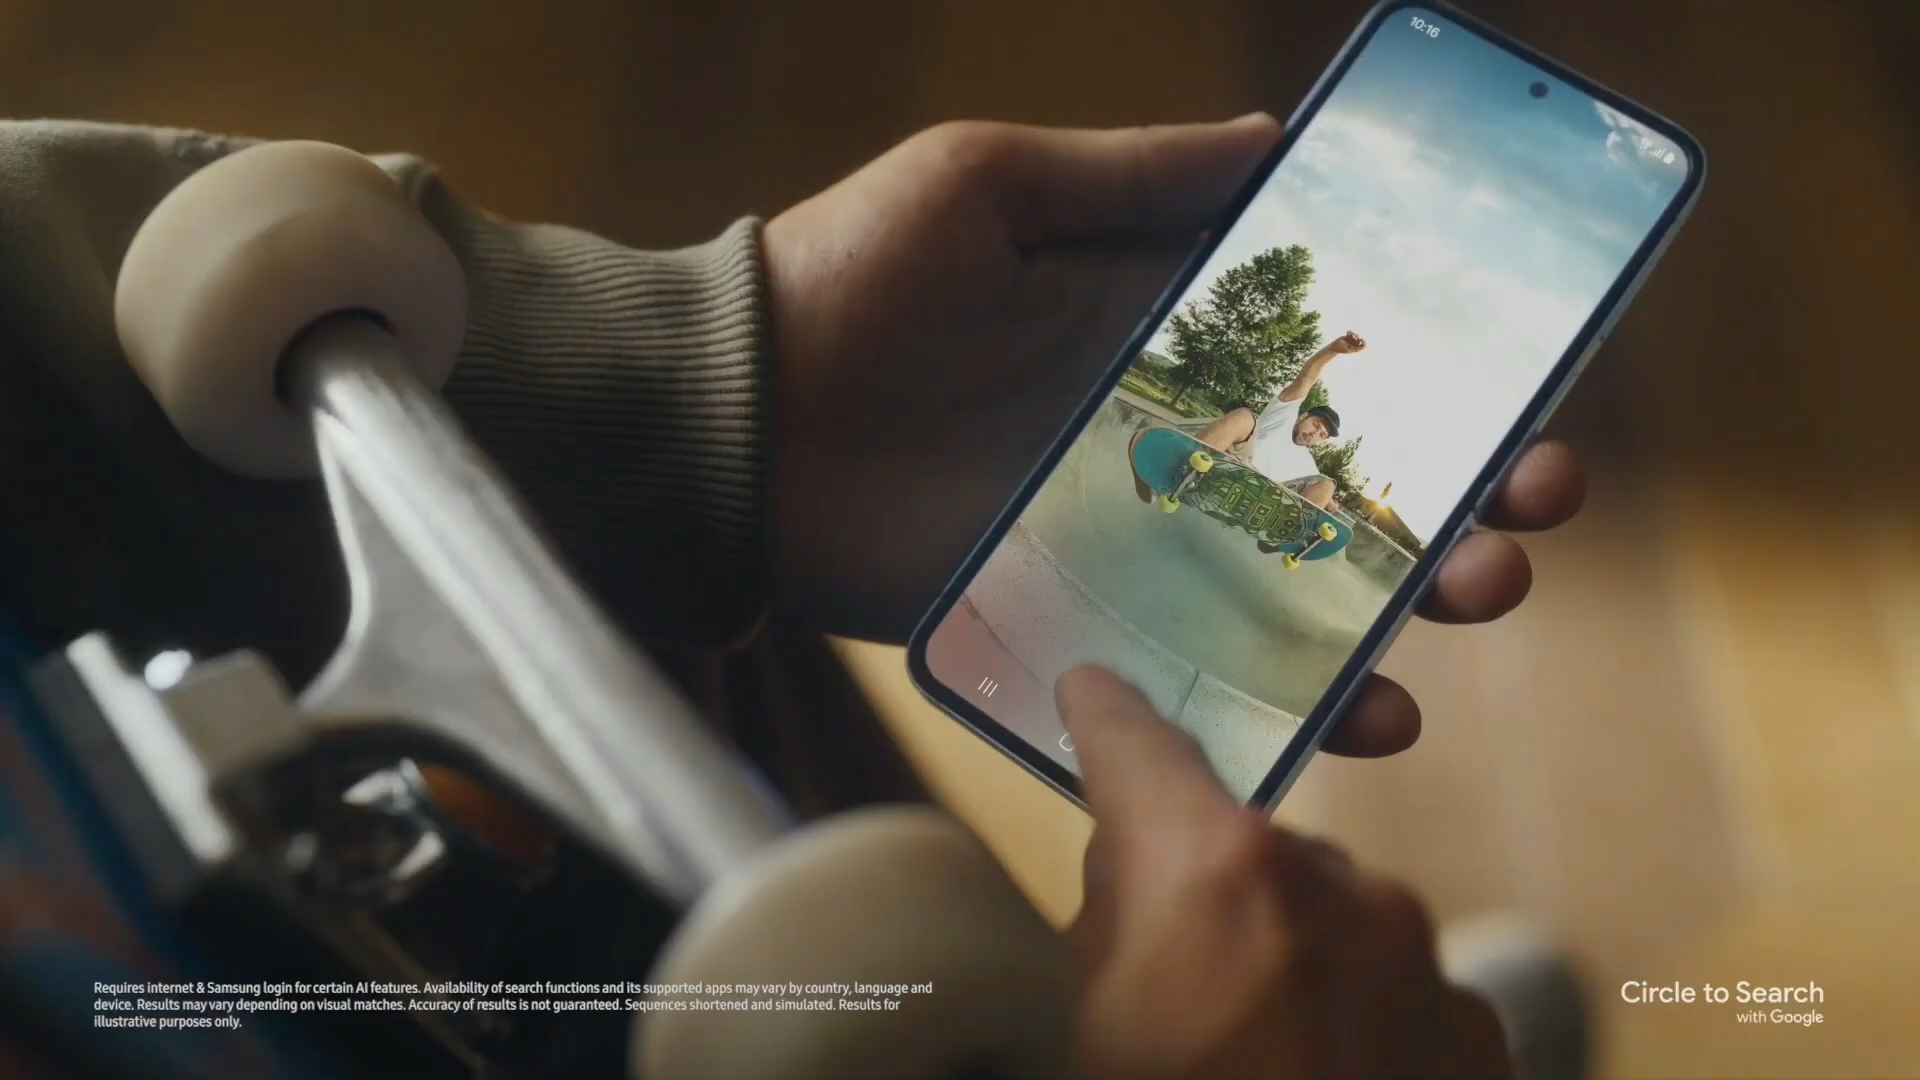 10:16
Requires internet & Samsung login for certain AI features. Availability of search functions and its supported apps may vary by country, language and
device. Results may vary depending on visual matches. Accuracy of results is not guaranteed. Sequences shortened and simulated. Results for
illustrative purposes only.
Circle to Search
with Google